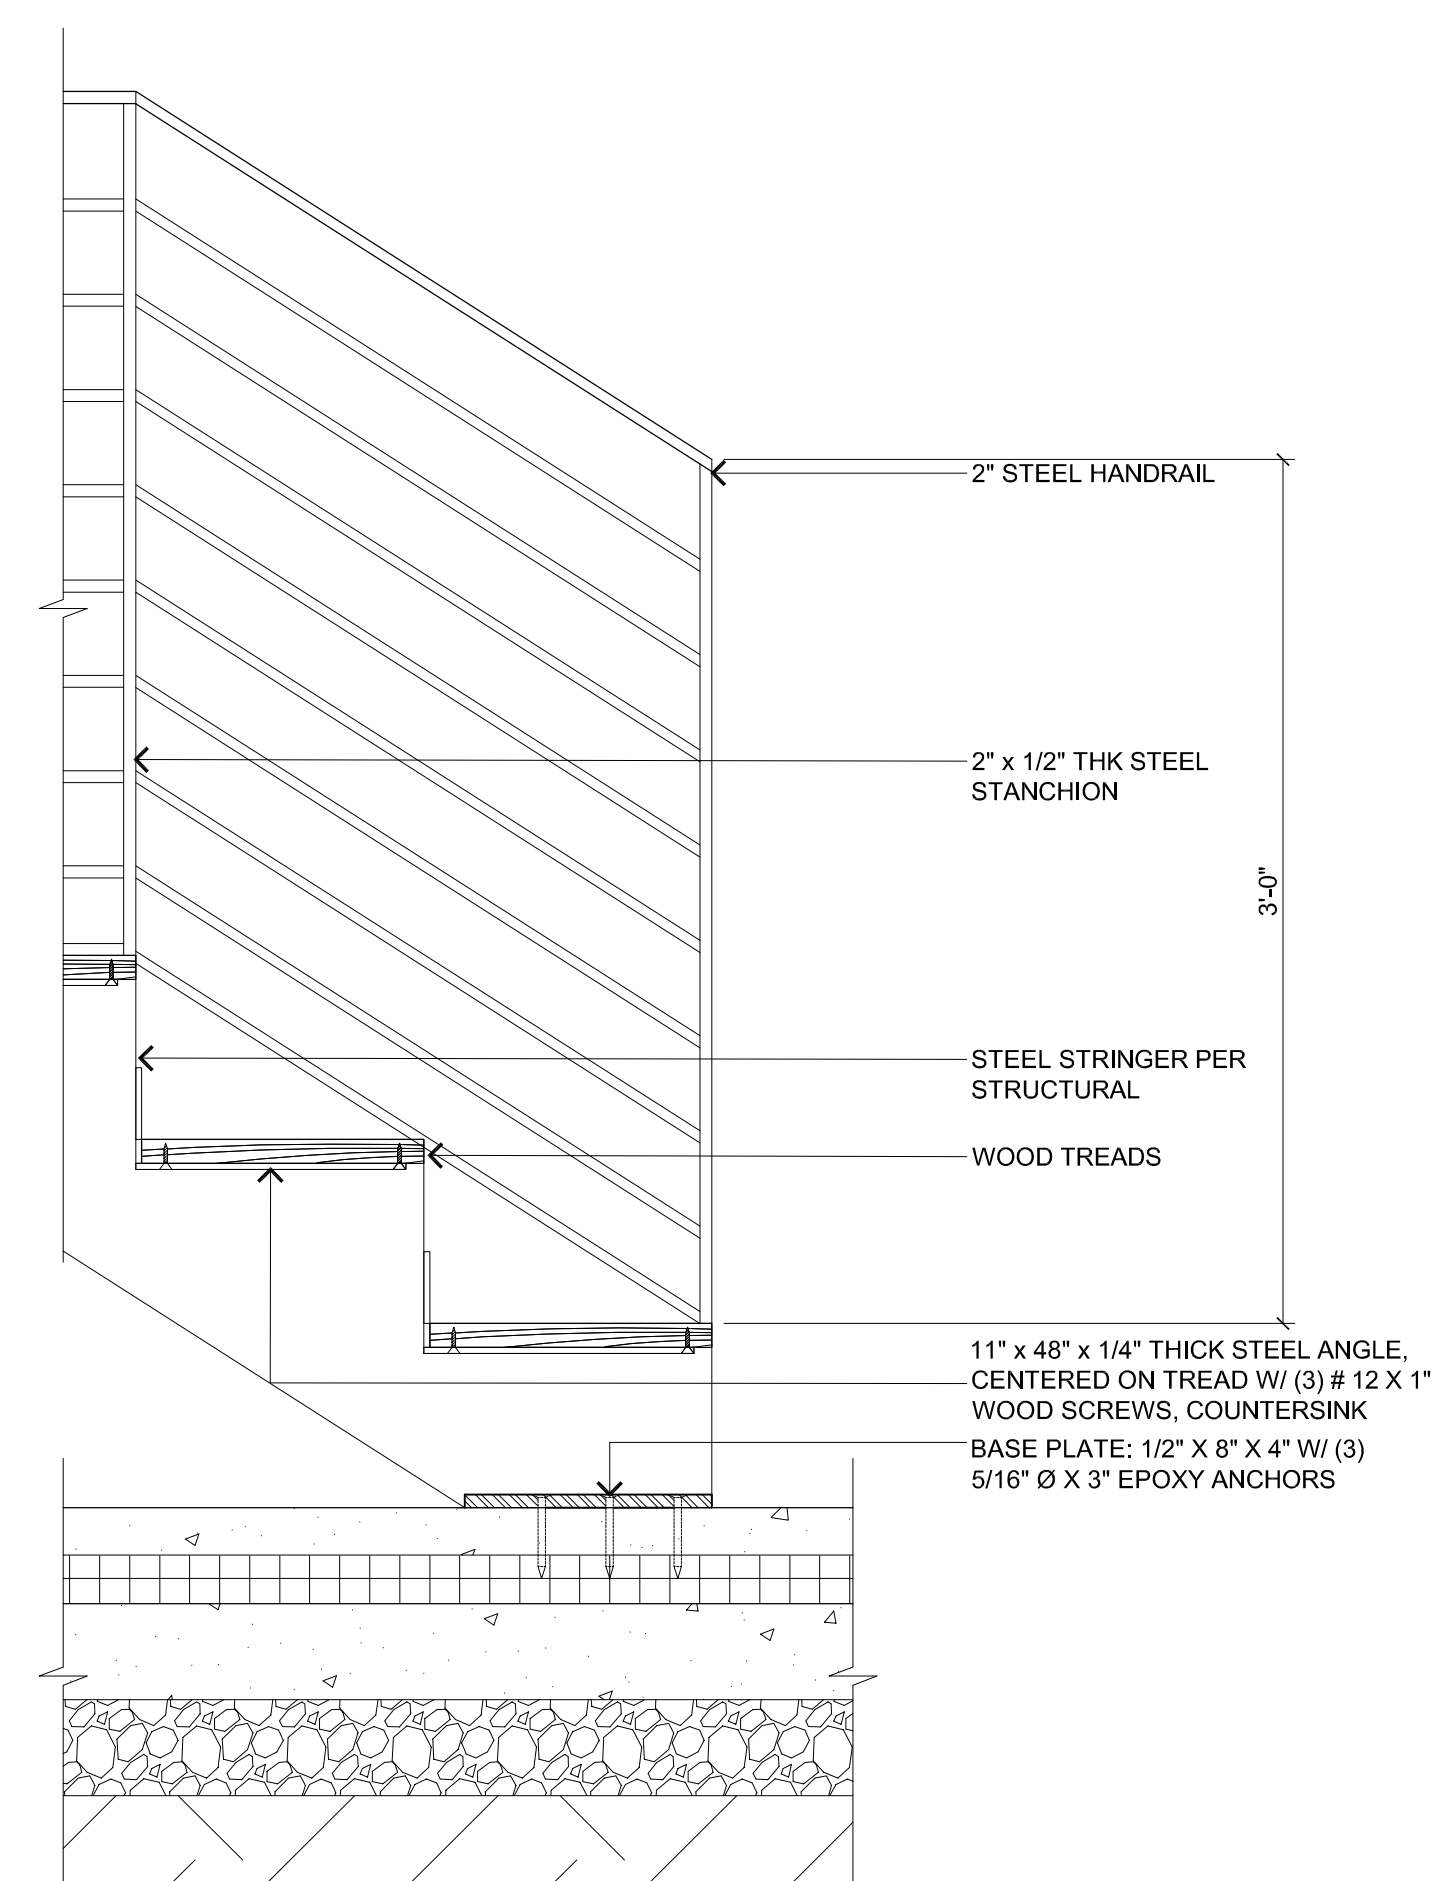 2" STEEL HANDRAIL
2" x 1/2" THK STEEL
STANCHION
3'-0"
STEEL STRINGER PER
STRUCTURAL
WOOD TREADS
11" x 48" x 1/4" THICK STEEL ANGLE,
CENTERED ON TREAD W/ (3) # 12 X 1"
WOOD SCREWS, COUNTERSINK
BASE PLATE: 1/2" X 8" X 4" W/ (3)
5/16" Ø X 3" EPOXY ANCHORS